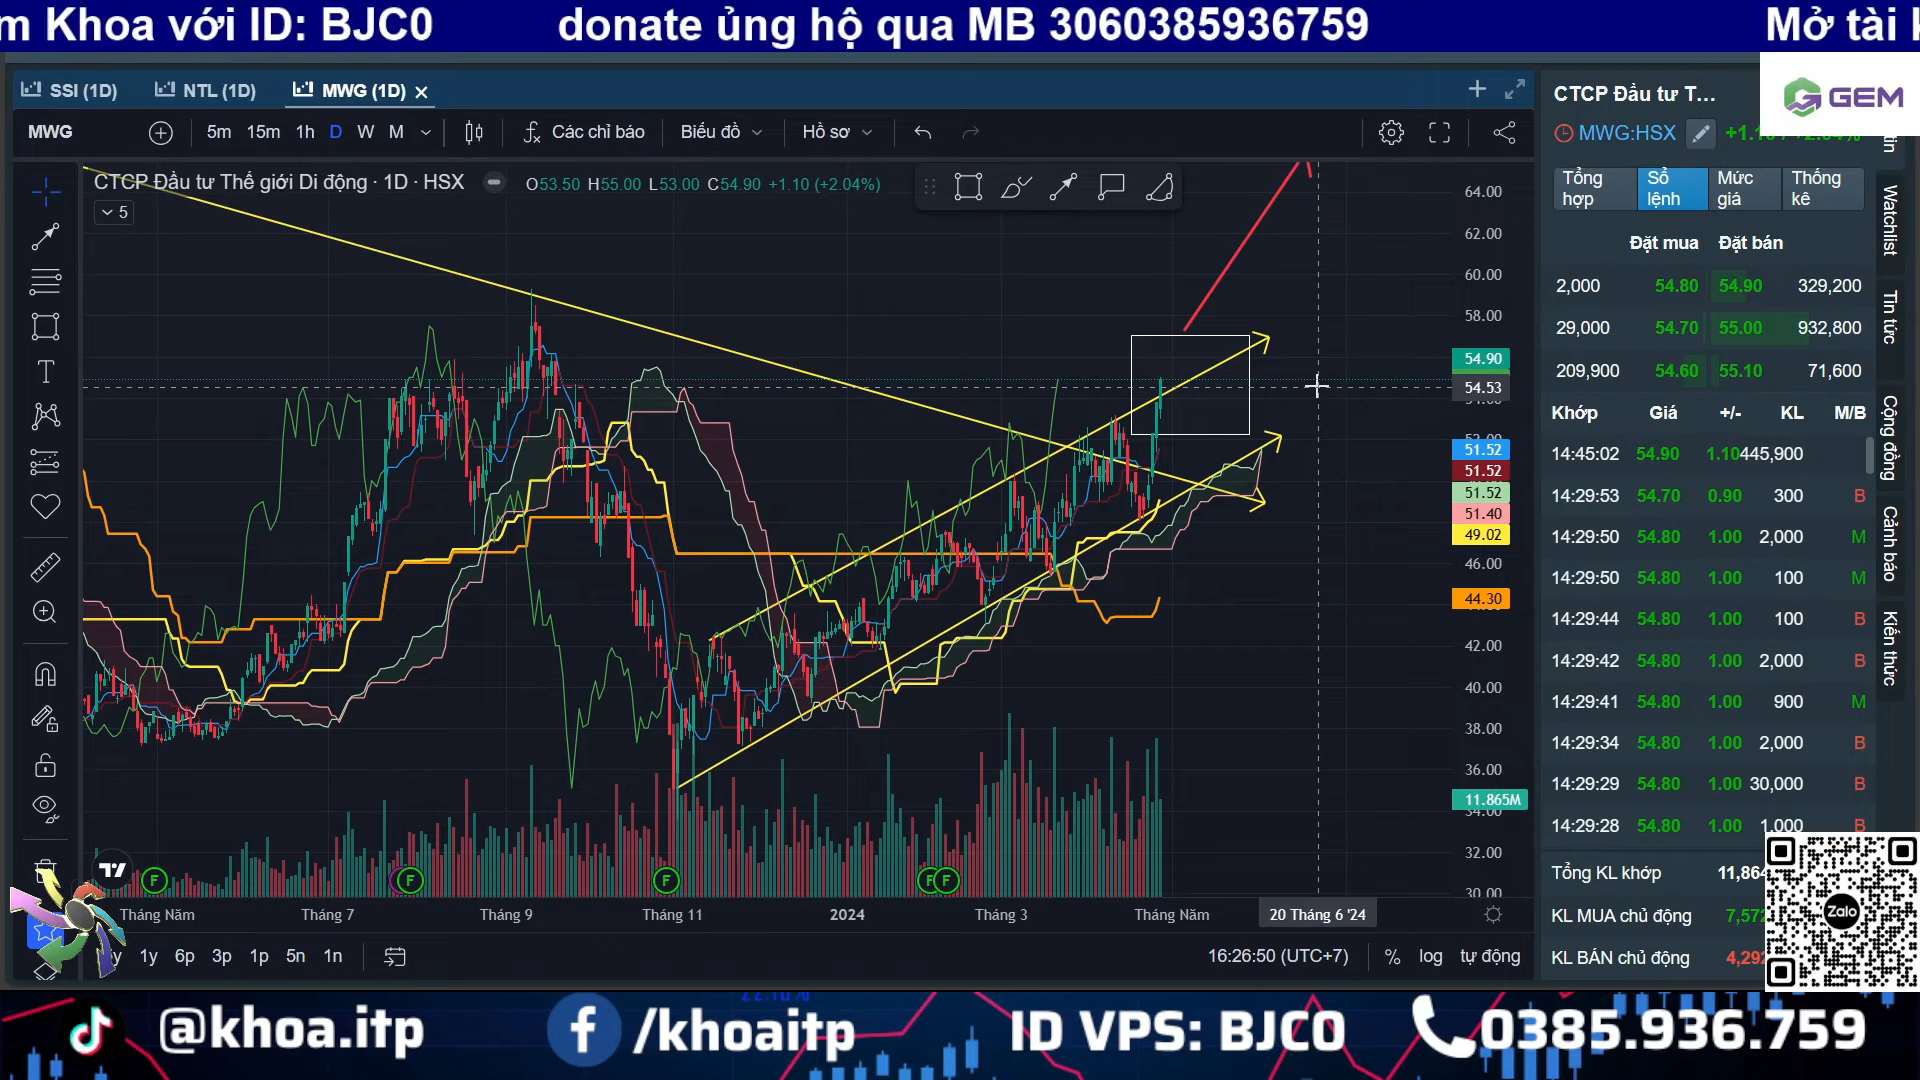 m Khoa với ID: BJC0 donate ủng hộ qua MB 3060385936759 Mở tài k
SSI (1D) NTL (1D) MWG (1D)
MWG 5m 15m 1h D W M Các chỉ báo Biểu đồ Hồ sơ
CTCP Đầu tư Thế giới Di động · 1D · HSX O53.50 H55.00 L53.00 C54.90 +1.10 (+2.04%)
5
64.00
62.00
60.00
58.00
54.90
54.53
51.52
51.52
51.52
51.40
49.02
46.00
44.30
42.00
40.00
38.00
36.00
11.865M
34.00
32.00
30.00
F F F F F
Tháng Năm Tháng 7 Tháng 9 Tháng 11 2024 Tháng 3 Tháng Năm 20 Tháng 6 '24
1y 6p 3p 1p 5n 1n 16:26:50 (UTC+7) % log tự động
CTCP Đầu tư T...
GEM
MWG:HSX
Tổng hợp Sổ lệnh Mức giá Thống kê
Đặt mua Đặt bán
2,000 54.80 54.90 329,200
29,000 54.70 55.00 932,800
209,900 54.60 55.10 71,600
Khớp Giá +/- KL M/B
14:45:02 54.90 1.10 445,900
14:29:53 54.70 0.90 300 B
14:29:50 54.80 1.00 2,000 M
14:29:50 54.80 1.00 100 M
14:29:44 54.80 1.00 100 B
14:29:42 54.80 1.00 2,000 B
14:29:41 54.80 1.00 900 M
14:29:34 54.80 1.00 2,000 B
14:29:29 54.80 1.00 30,000 B
14:29:28 54.80 1.00 1,000 B
Tổng KL khớp 11,864
KL MUA chủ động 7,572
KL BÁN chủ động 4,292
Watchlist
Tin tức
Cộng đồng
Cảnh báo
Kiến thức
Zalo
@khoa.itp /khoaitp ID VPS: BJC0 0385.936.759